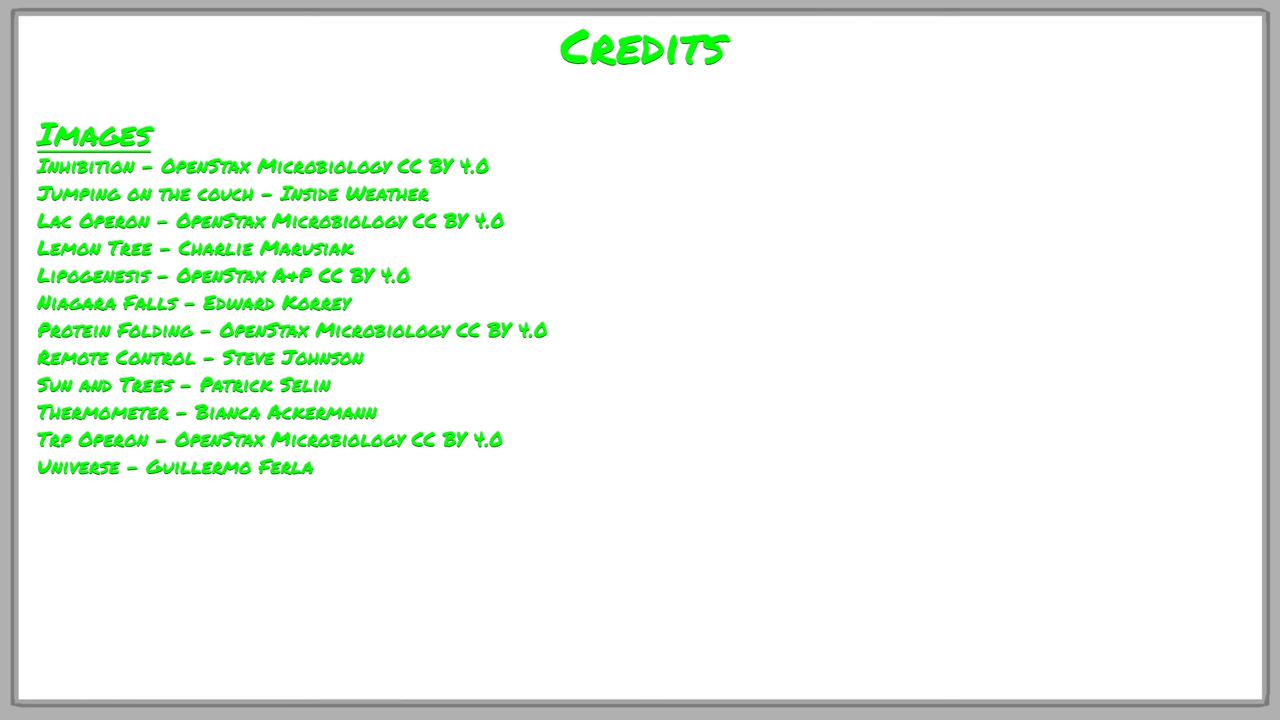 Credits
Images
Inhibition - OpenStax Microbiology CC BY 4.0
Jumping on the couch - Inside Weather
Lac Operon - OpenStax Microbiology CC BY 4.0
Lemon Tree - Charlie Marusiak
Lipogenesis - OpenStax A&P CC BY 4.0
Niagara Falls - Edward Korrey
Protein Folding - OpenStax Microbiology CC BY 4.0
Remote Control - Steve Johnson
Sun and Trees - Patrick Selin
Thermometer - Bianca Ackermann
Trp Operon - OpenStax Microbiology CC BY 4.0
Universe - Guillermo Ferla